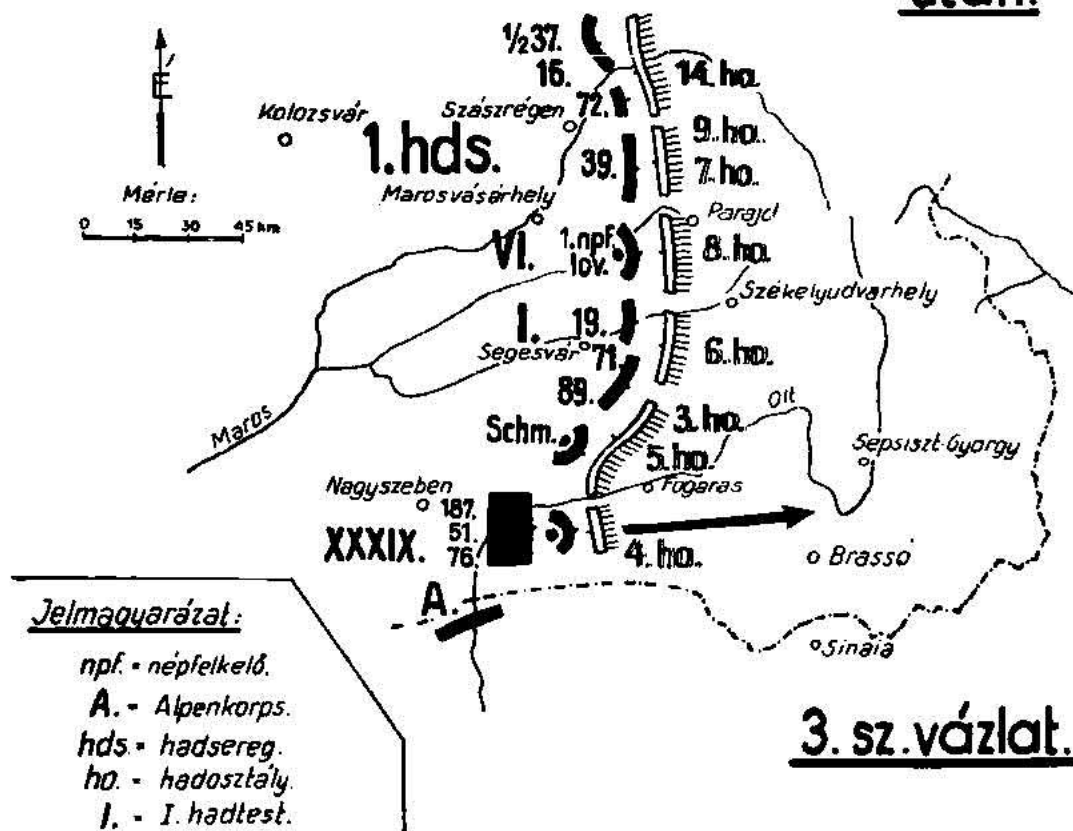 ½37.
16.
14. ho.
É
Kolozsvár
Szászrégen
72.
9. ho.
1. hds.
39.
7. ho.
Mérle:
Marosvásárhely
0 15 30 45 km
Parajd
VI.
1. npf.
lov.
8. ho.
Székelyudvarhely
I.
19.
Segesvár
71.
6. ho.
89.
Maros
Olt
Schm.
3. ho.
Sepsiszt.György
5. ho.
Fogaras
Nagyszeben
187.
XXXIX.
51.
76.
4. ho.
Brassó
A.
Sinaia
Jelmagyarázat:
npf. = népfelkelő.
A. - Alpenkorps.
hds = hadsereg.
ho. - hadosztály.
I. - I. hadtest.
3. sz. vázlat.